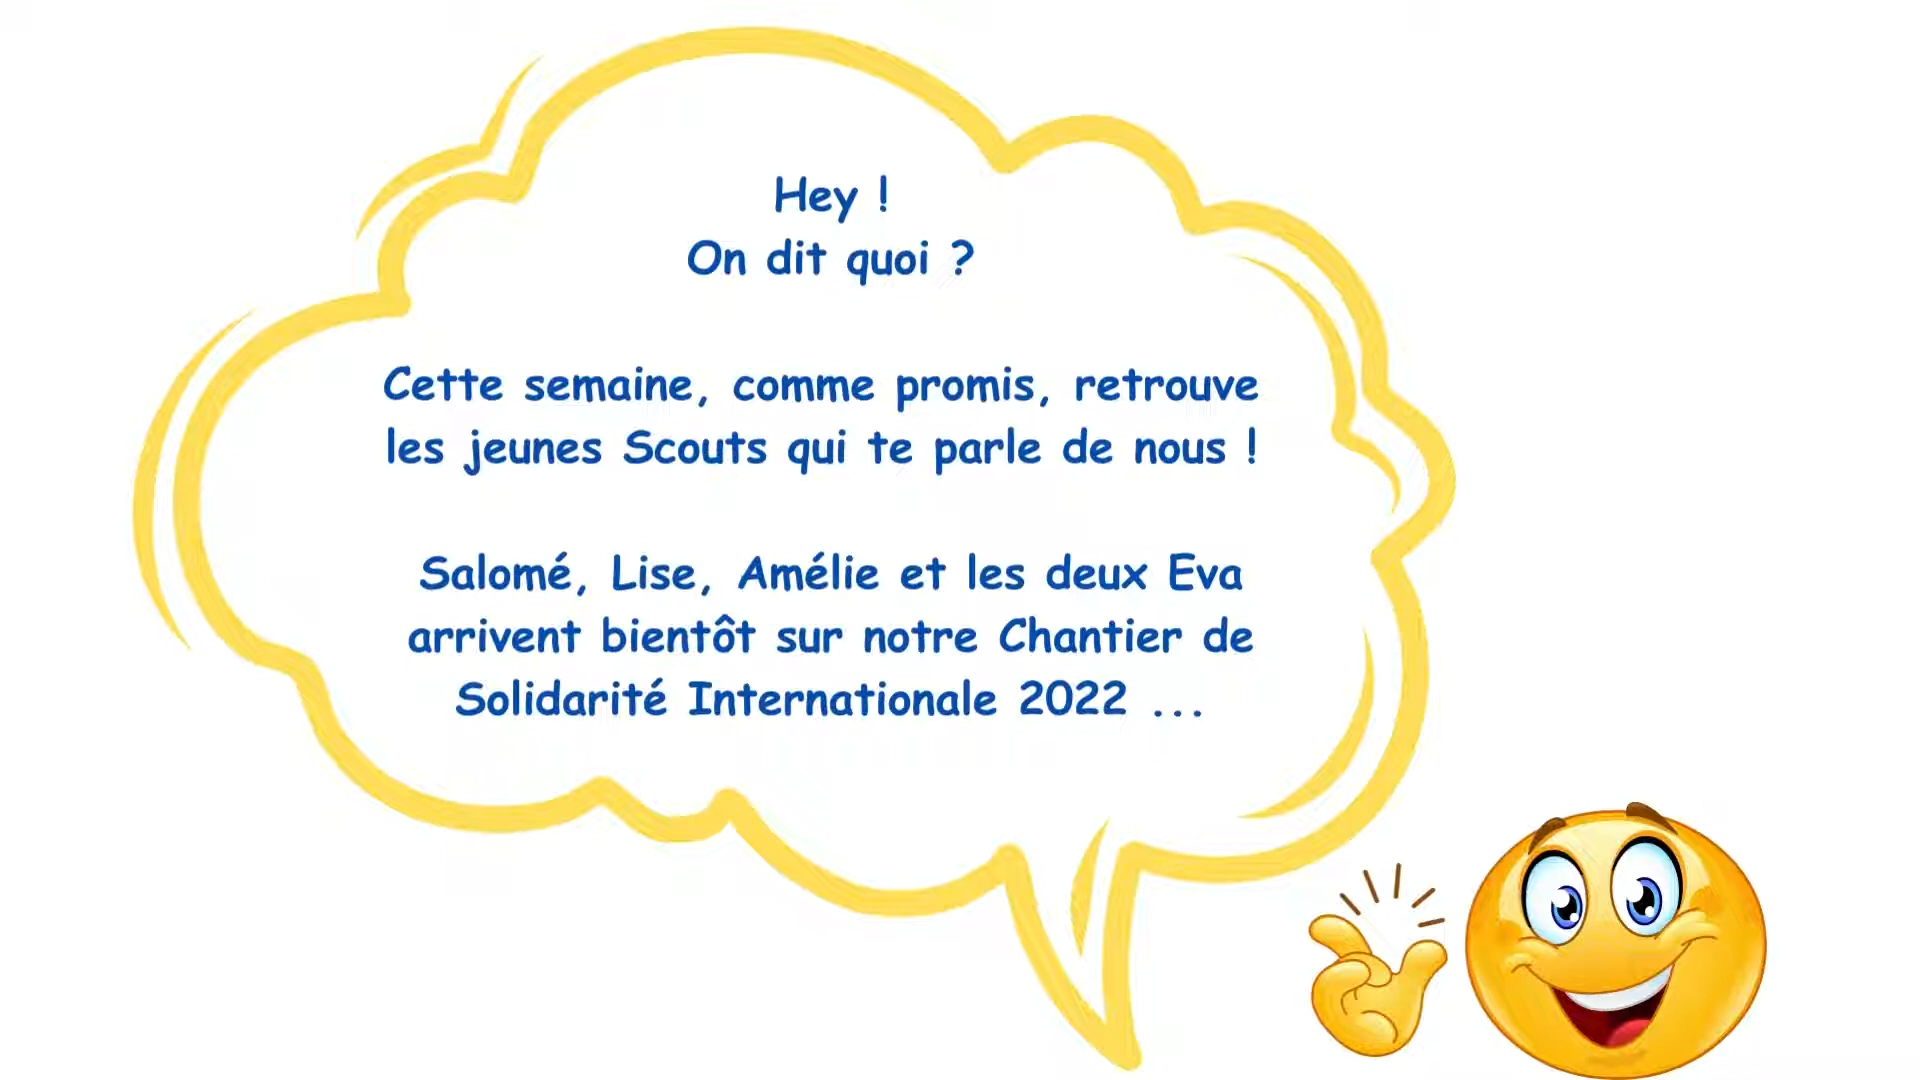 Hey !
On dit quoi ?
Cette semaine, comme promis, retrouve
les jeunes Scouts qui te parle de nous !
Salomé, Lise, Amélie et les deux Eva
arrivent bientôt sur notre Chantier de
Solidarité Internationale 2022 ...